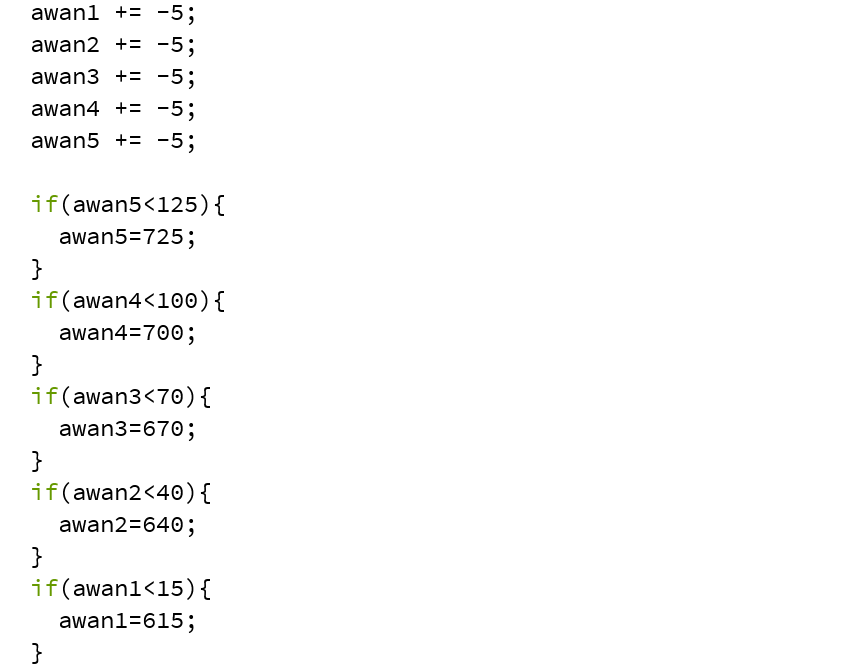 awan1 += -5;
awan2 += -5;
awan3 += -5;
awan4 += -5;
awan5 += -5;

if(awan5<125){
  awan5=725;
}
if(awan4<100){
  awan4=700;
}
if(awan3<70){
  awan3=670;
}
if(awan2<40){
  awan2=640;
}
if(awan1<15){
  awan1=615;
}